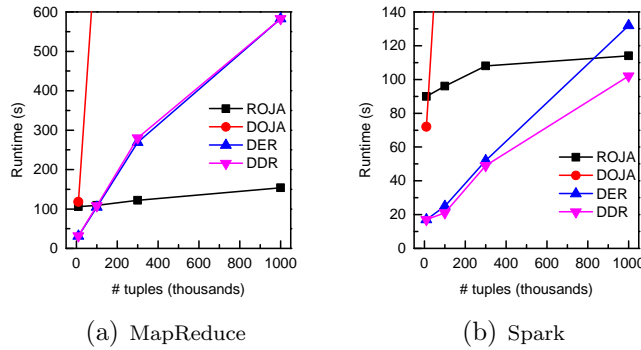 600
500
400
300
200
100
0
Runtime (s)
ROJA
DOJA
DER
DDR
0 200 400 600 800 1000
# tuples (thousands)
(a) MapReduce
140
120
100
80
60
40
20
0
Runtime (s)
ROJA
DOJA
DER
DDR
0 200 400 600 800 1000
# tuples (thousands)
(b) Spark